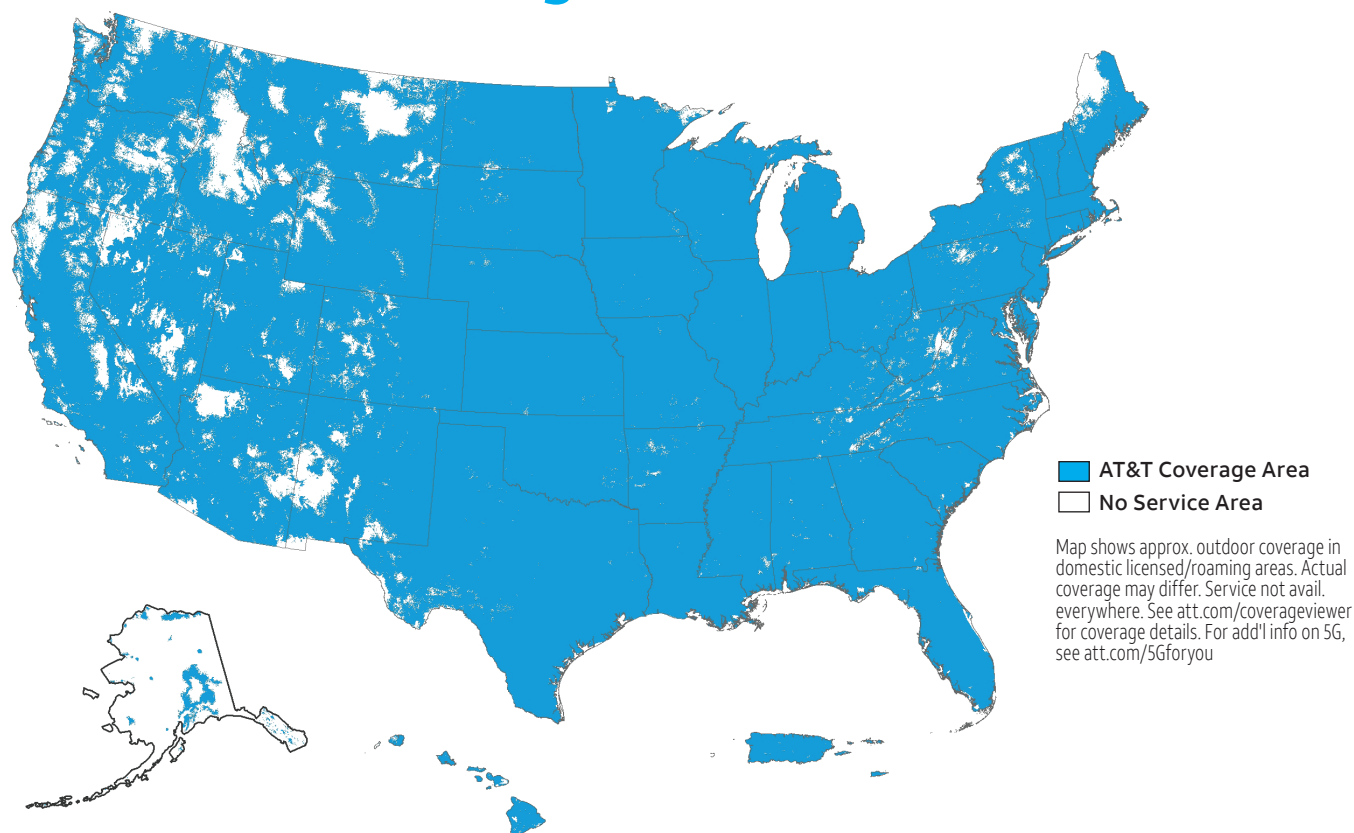 AT&T Coverage Area
No Service Area
Map shows approx. outdoor coverage in
domestic licensed/roaming areas. Actual
coverage may differ. Service not avail.
everywhere. See att.com/coverageviewer
for coverage details. For add'l info on 5G,
see att.com/5Gforyou